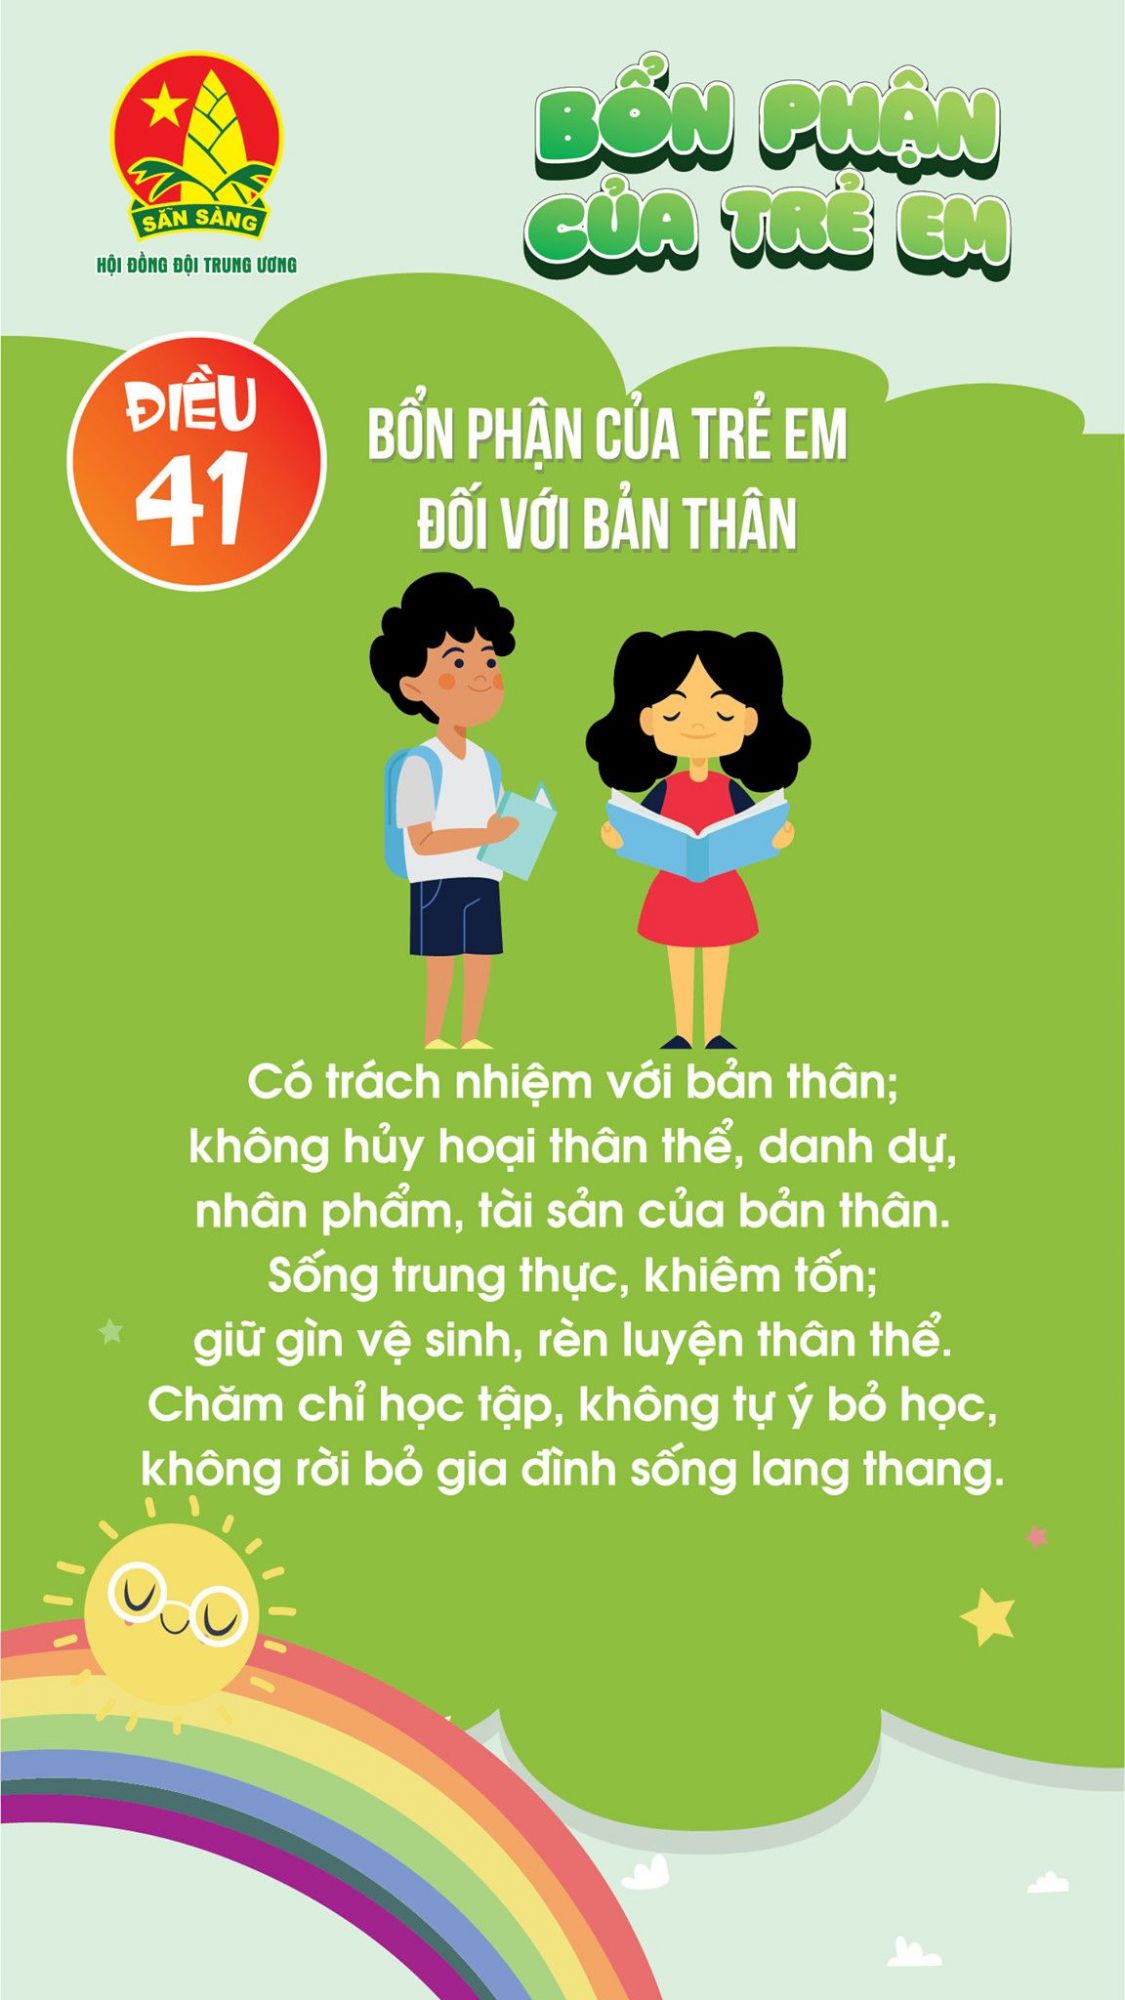 SẴN SÀNG
HỘI ĐỒNG ĐỘI TRUNG ƯƠNG
BỔN PHẬN
CỦA TRẺ EM
ĐIỀU
41
BỔN PHẬN CỦA TRẺ EM
ĐỐI VỚI BẢN THÂN
Có trách nhiệm với bản thân;
không hủy hoại thân thể, danh dự,
nhân phẩm, tài sản của bản thân.
Sống trung thực, khiêm tốn;
giữ gìn vệ sinh, rèn luyện thân thể.
Chăm chỉ học tập, không tự ý bỏ học,
không rời bỏ gia đình sống lang thang.